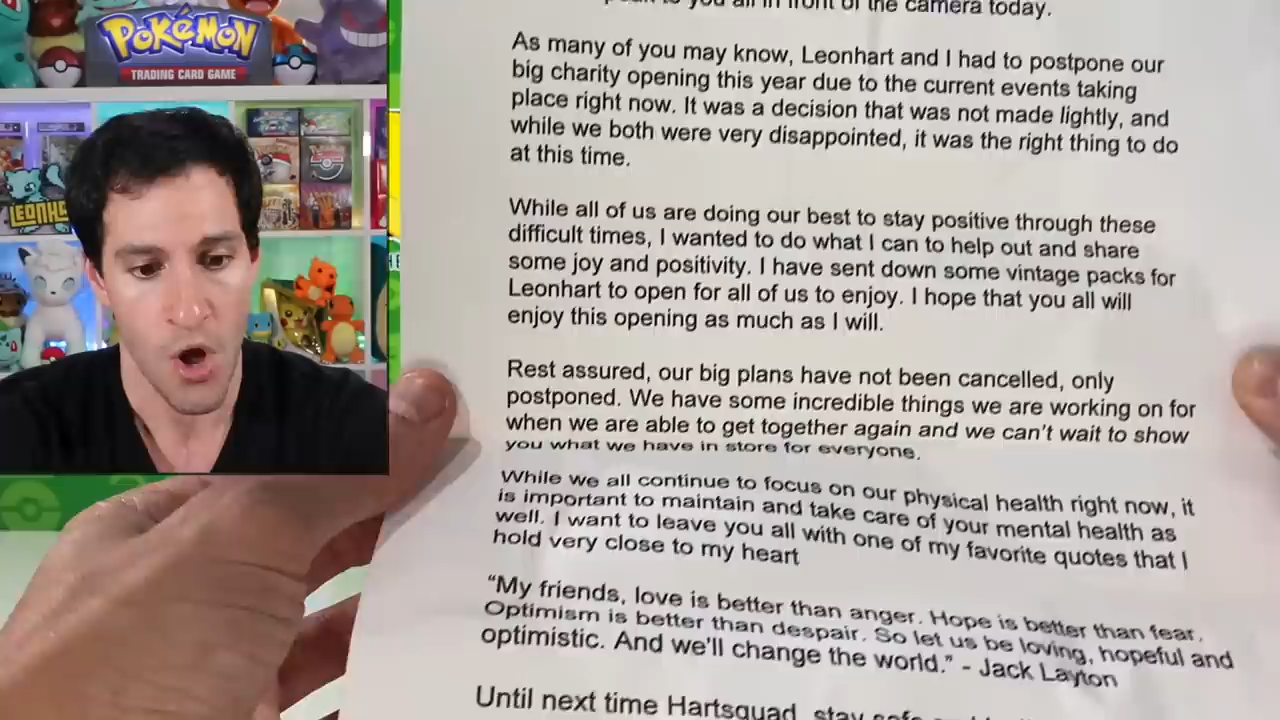 POKéMON
TRADING CARD GAME
LEONH
to you all in front of the camera today.
As many of you may know, Leonhart and I had to postpone our
big charity opening this year due to the current events taking
place right now. It was a decision that was not made lightly, and
while we both were very disappointed, it was the right thing to do
at this time.
While all of us are doing our best to stay positive through these
difficult times, I wanted to do what I can to help out and share
some joy and positivity. I have sent down some vintage packs for
Leonhart to open for all of us to enjoy. I hope that you all will
enjoy this opening as much as I will.
Rest assured, our big plans have not been cancelled, only
postponed. We have some incredible things we are working on for
when we are able to get together again and we can't wait to show
you what we have in store for everyone.
While we all continue to focus on our physical health right now, it
is important to maintain and take care of your mental health as
well. I want to leave you all with one of my favorite quotes that I
hold very close to my heart
“My friends, love is better than anger. Hope is better than fear.
Optimism is better than despair. So let us be loving, hopeful and
optimistic. And we'll change the world.” - Jack Layton
Until next time Hartsquad, stay safe